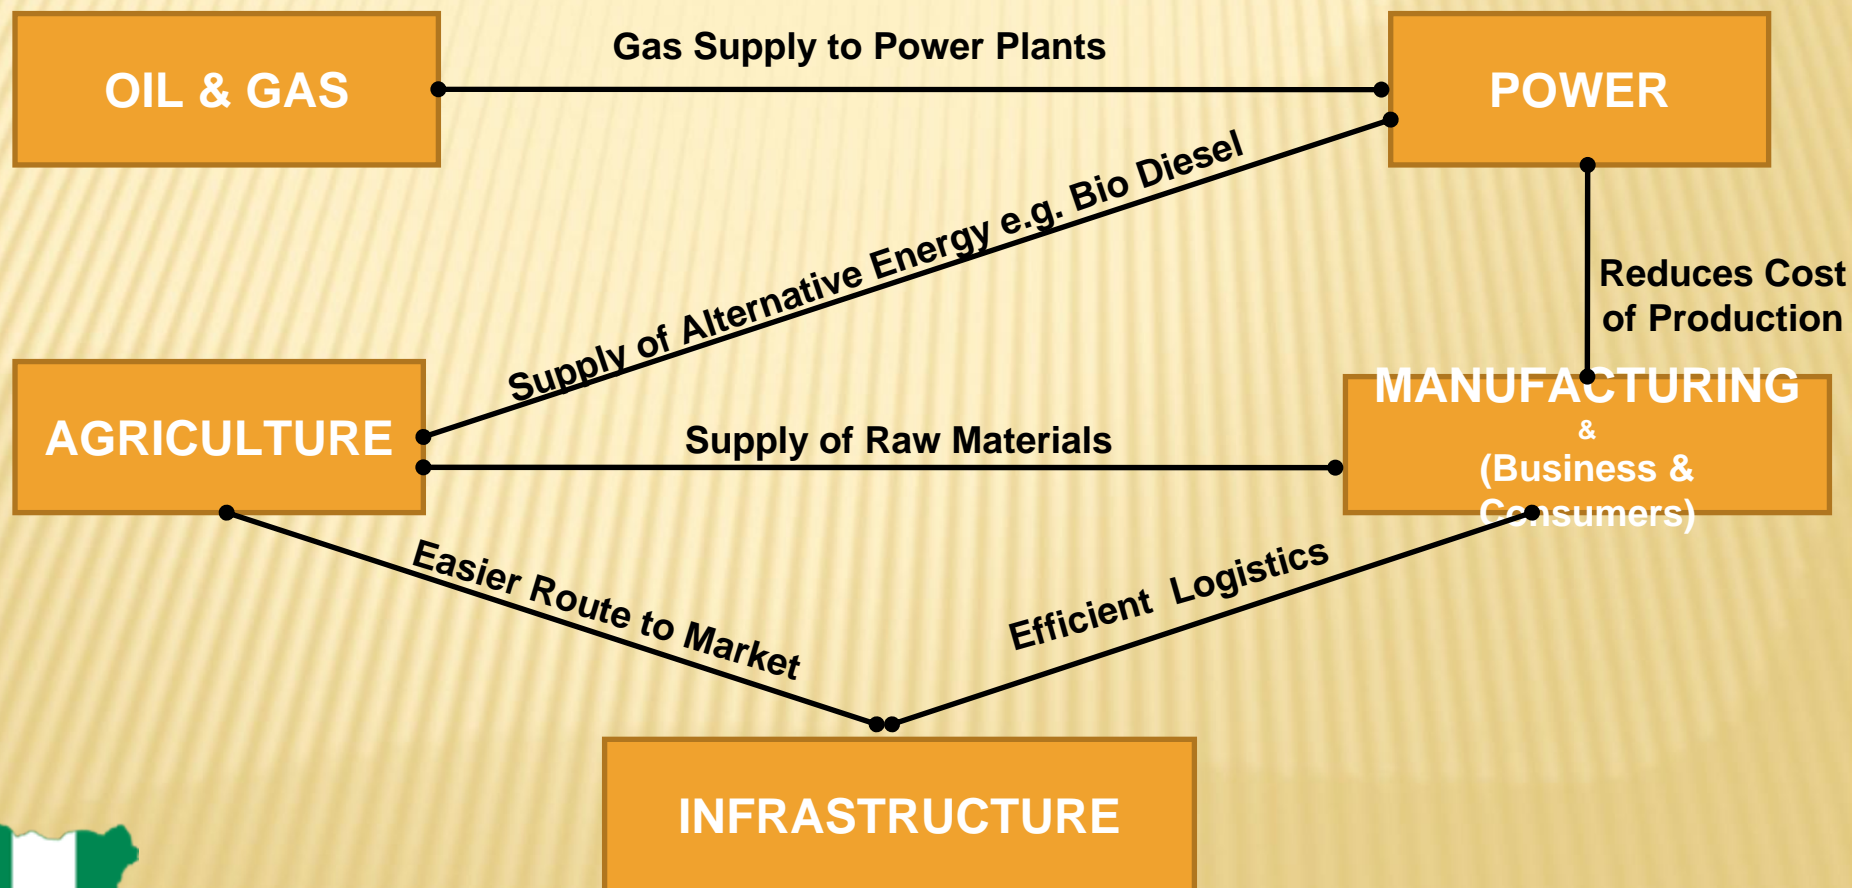 OIL & GAS
Gas Supply to Power Plants
POWER
Supply of Alternative Energy e.g. Bio Diesel
Reduces Cost
of Production
AGRICULTURE
Supply of Raw Materials
MANUFACTURING
&
(Business &
Consumers)
Easier Route to Market
Efficient Logistics
INFRASTRUCTURE